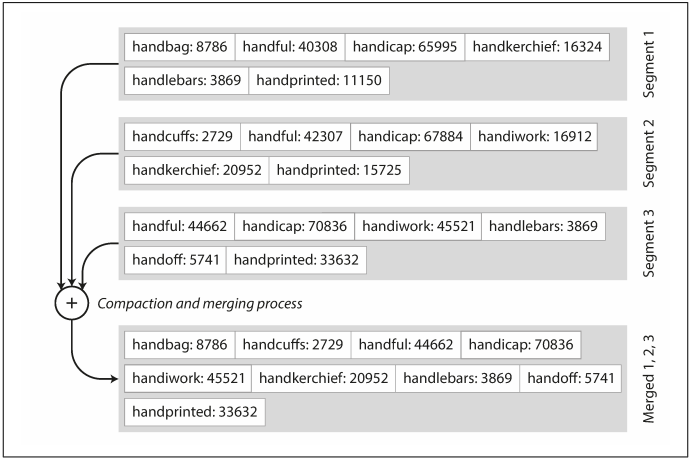 handbag: 8786 handful: 40308 handicap: 65995 handkerchief: 16324
handlebars: 3869 handprinted: 11150
Segment 1
handcuffs: 2729 handful: 42307 handicap: 67884 handiwork: 16912
handkerchief: 20952 handprinted: 15725
Segment 2
handful: 44662 handicap: 70836 handiwork: 45521 handlebars: 3869
handoff: 5741 handprinted: 33632
Segment 3
+ Compaction and merging process
handbag: 8786 handcuffs: 2729 handful: 44662 handicap: 70836
handiwork: 45521 handkerchief: 20952 handlebars: 3869 handoff: 5741
handprinted: 33632
Merged 1, 2, 3